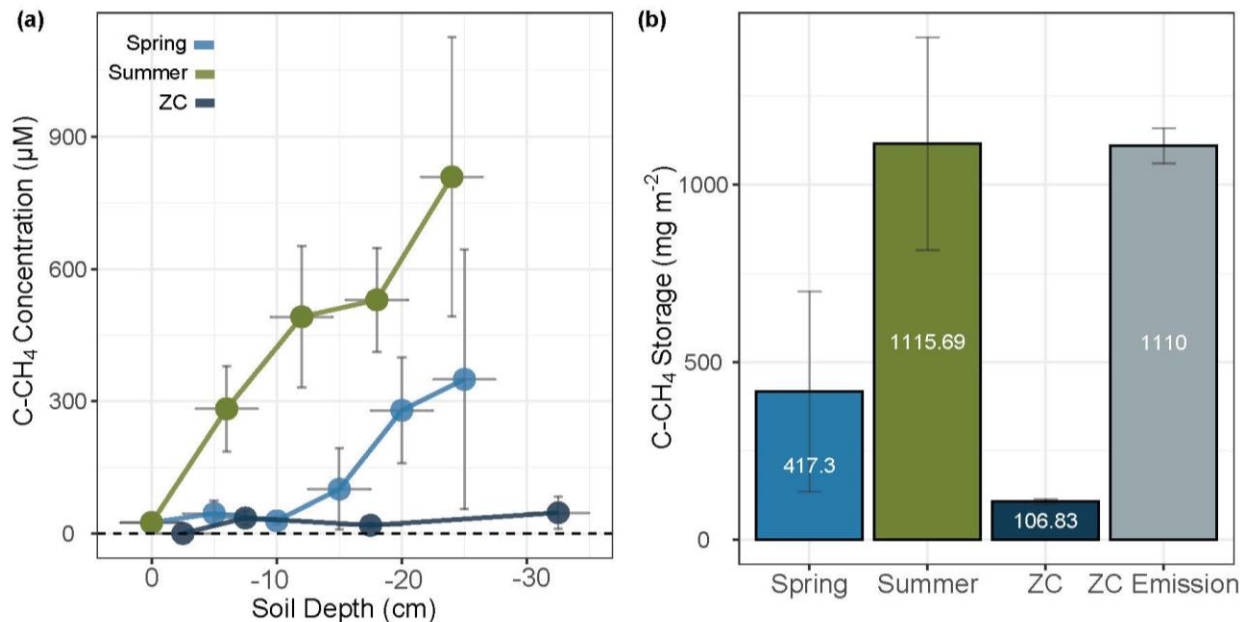 (a)
Spring
Summer
ZC
900
600
300
0
C-CH₄ Concentration (µM)
0 -10 -20 -30
Soil Depth (cm)
(b)
1000
500
0
C-CH₄ Storage (mg m⁻²)
417.3
1115.69
106.83
1110
Spring Summer ZC ZC Emission